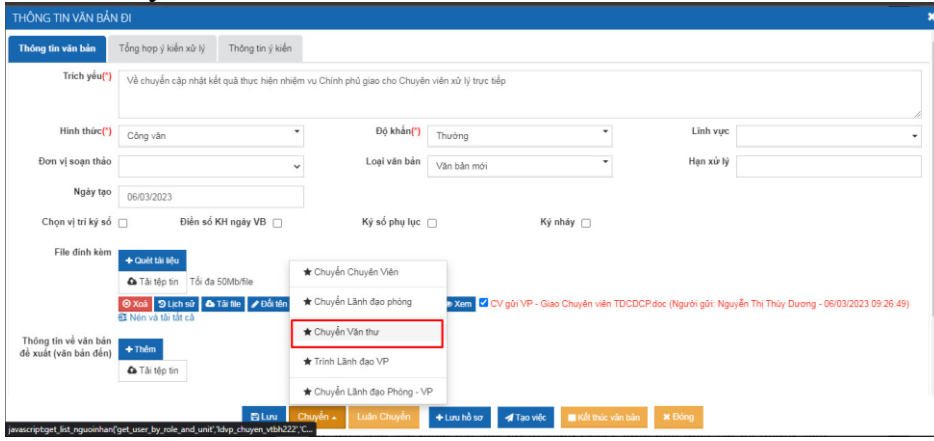 THÔNG TIN VĂN BẢN ĐI
Thông tin văn bản Tổng hợp ý kiến xử lý Thông tin ý kiến
Trích yếu(*) Về chuyển cập nhật kết quả thực hiện nhiệm vụ Chính phủ giao cho Chuyên viên xử lý trực tiếp
Hình thức(*) Công văn Độ khẩn(*) Thường Lĩnh vực
Đơn vị soạn thảo Loại văn bản Văn bản mới Hạn xử lý
Ngày tạo 06/03/2023
Chọn vị trí ký số Điền số KH ngày VB Ký số phụ lục Ký nháy
File đính kèm
+ Quét tài liệu
Tải tệp tin Tối đa 50Mb/file
Xoá Lịch sử Tải file Đổi tên Xem CV gửi VP - Giao Chuyên viên TDCDCP.doc (Người gửi: Nguyễn Thị Thùy Dương - 06/03/2023 09:26:49)
Nén và tải tất cả
Thông tin về văn bản đề xuất (văn bản đến)
+ Thêm
Tải tệp tin
★ Chuyển Chuyên Viên
★ Chuyển Lãnh đạo phòng
★ Chuyển Văn thư
★ Trình Lãnh đạo VP
★ Chuyển Lãnh đạo Phòng - VP
Lưu Chuyển Luân Chuyển + Lưu hồ sơ Tạo việc Kết thúc văn bản Đóng
javascript:get_list_nguoinhan('get_user_by_role_and_unit','ldvp_chuyen_vtbh222','C...